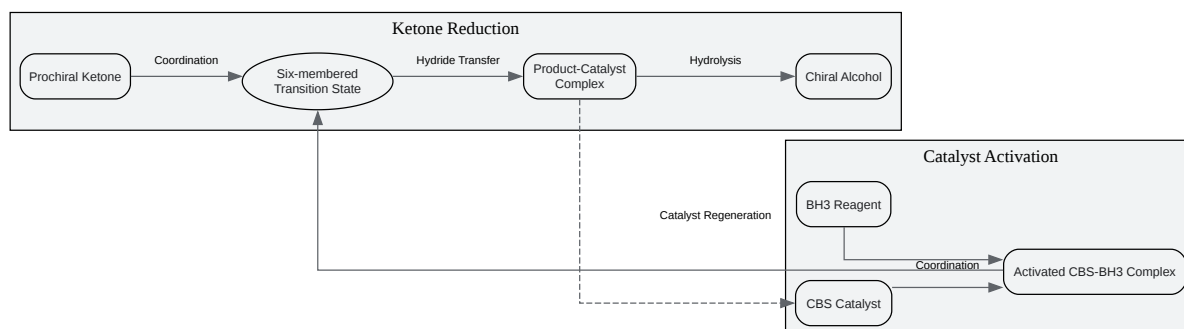 Ketone Reduction
Prochiral Ketone
Coordination
Six-membered
Transition State
Hydride Transfer
Product-Catalyst
Complex
Hydrolysis
Chiral Alcohol
Catalyst Activation
BH3 Reagent
Catalyst Regeneration
Coordination
Activated CBS-BH3 Complex
CBS Catalyst